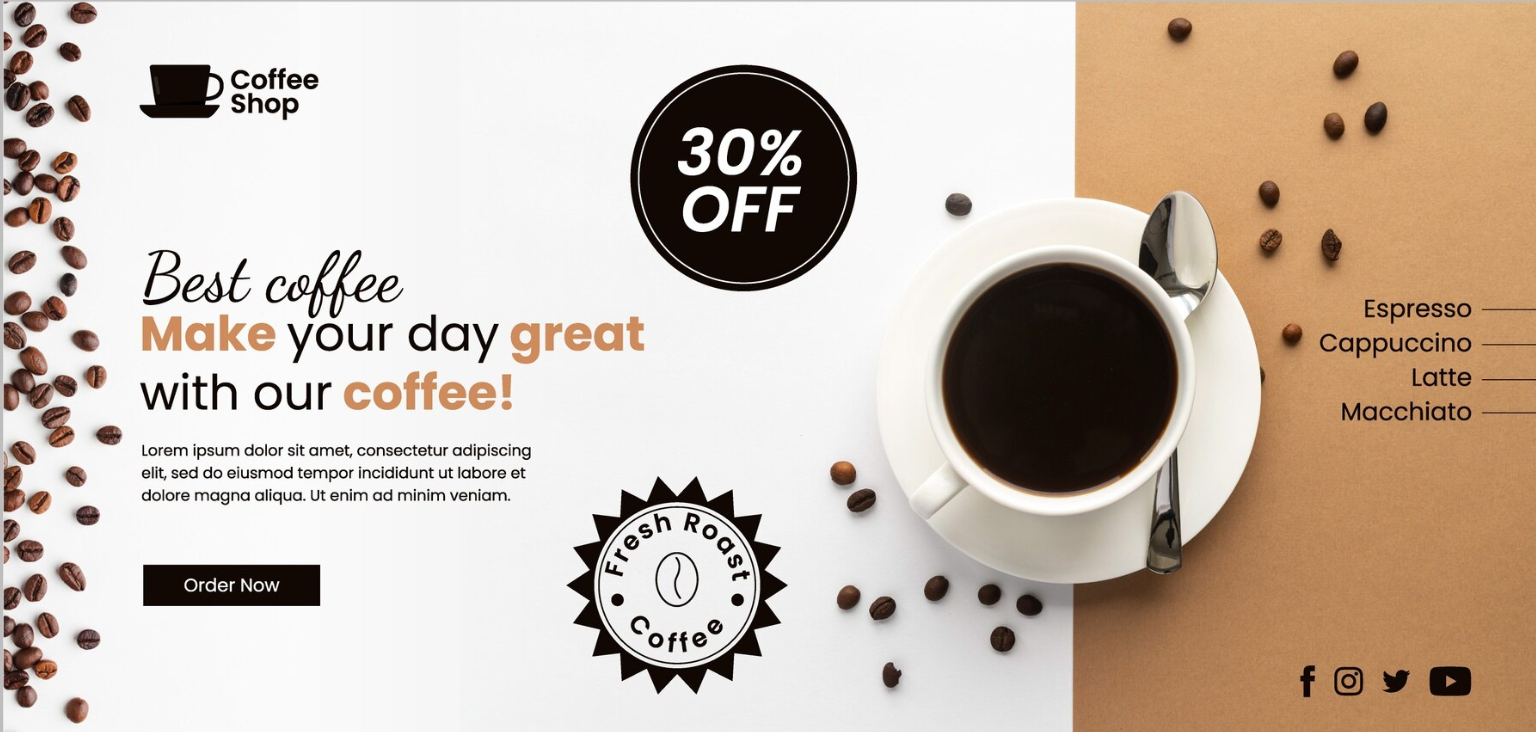 Coffee
Shop
30%
OFF
Best coffee
Make your day great
with our coffee!
Lorem ipsum dolor sit amet, consectetur adipiscing
elit, sed do eiusmod tempor incididunt ut labore et
dolore magna aliqua. Ut enim ad minim veniam.
Order Now
Fresh Roast
Coffee
Espresso
Cappuccino
Latte
Macchiato